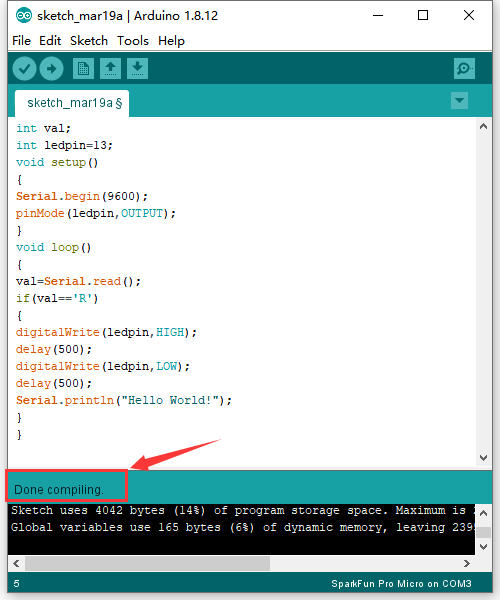 sketch_mar19a | Arduino 1.8.12
File Edit Sketch Tools Help
sketch_mar19a §
int val;
int ledpin=13;
void setup()
{
Serial.begin(9600);
pinMode(ledpin,OUTPUT);
}
void loop()
{
val=Serial.read();
if(val=='R')
{
digitalWrite(ledpin,HIGH);
delay(500);
digitalWrite(ledpin,LOW);
delay(500);
Serial.println("Hello World!");
}
}
Done compiling.
Sketch uses 4042 bytes (14%) of program storage space. Maximum is
Global variables use 165 bytes (6%) of dynamic memory, leaving 239
5 SparkFun Pro Micro on COM3